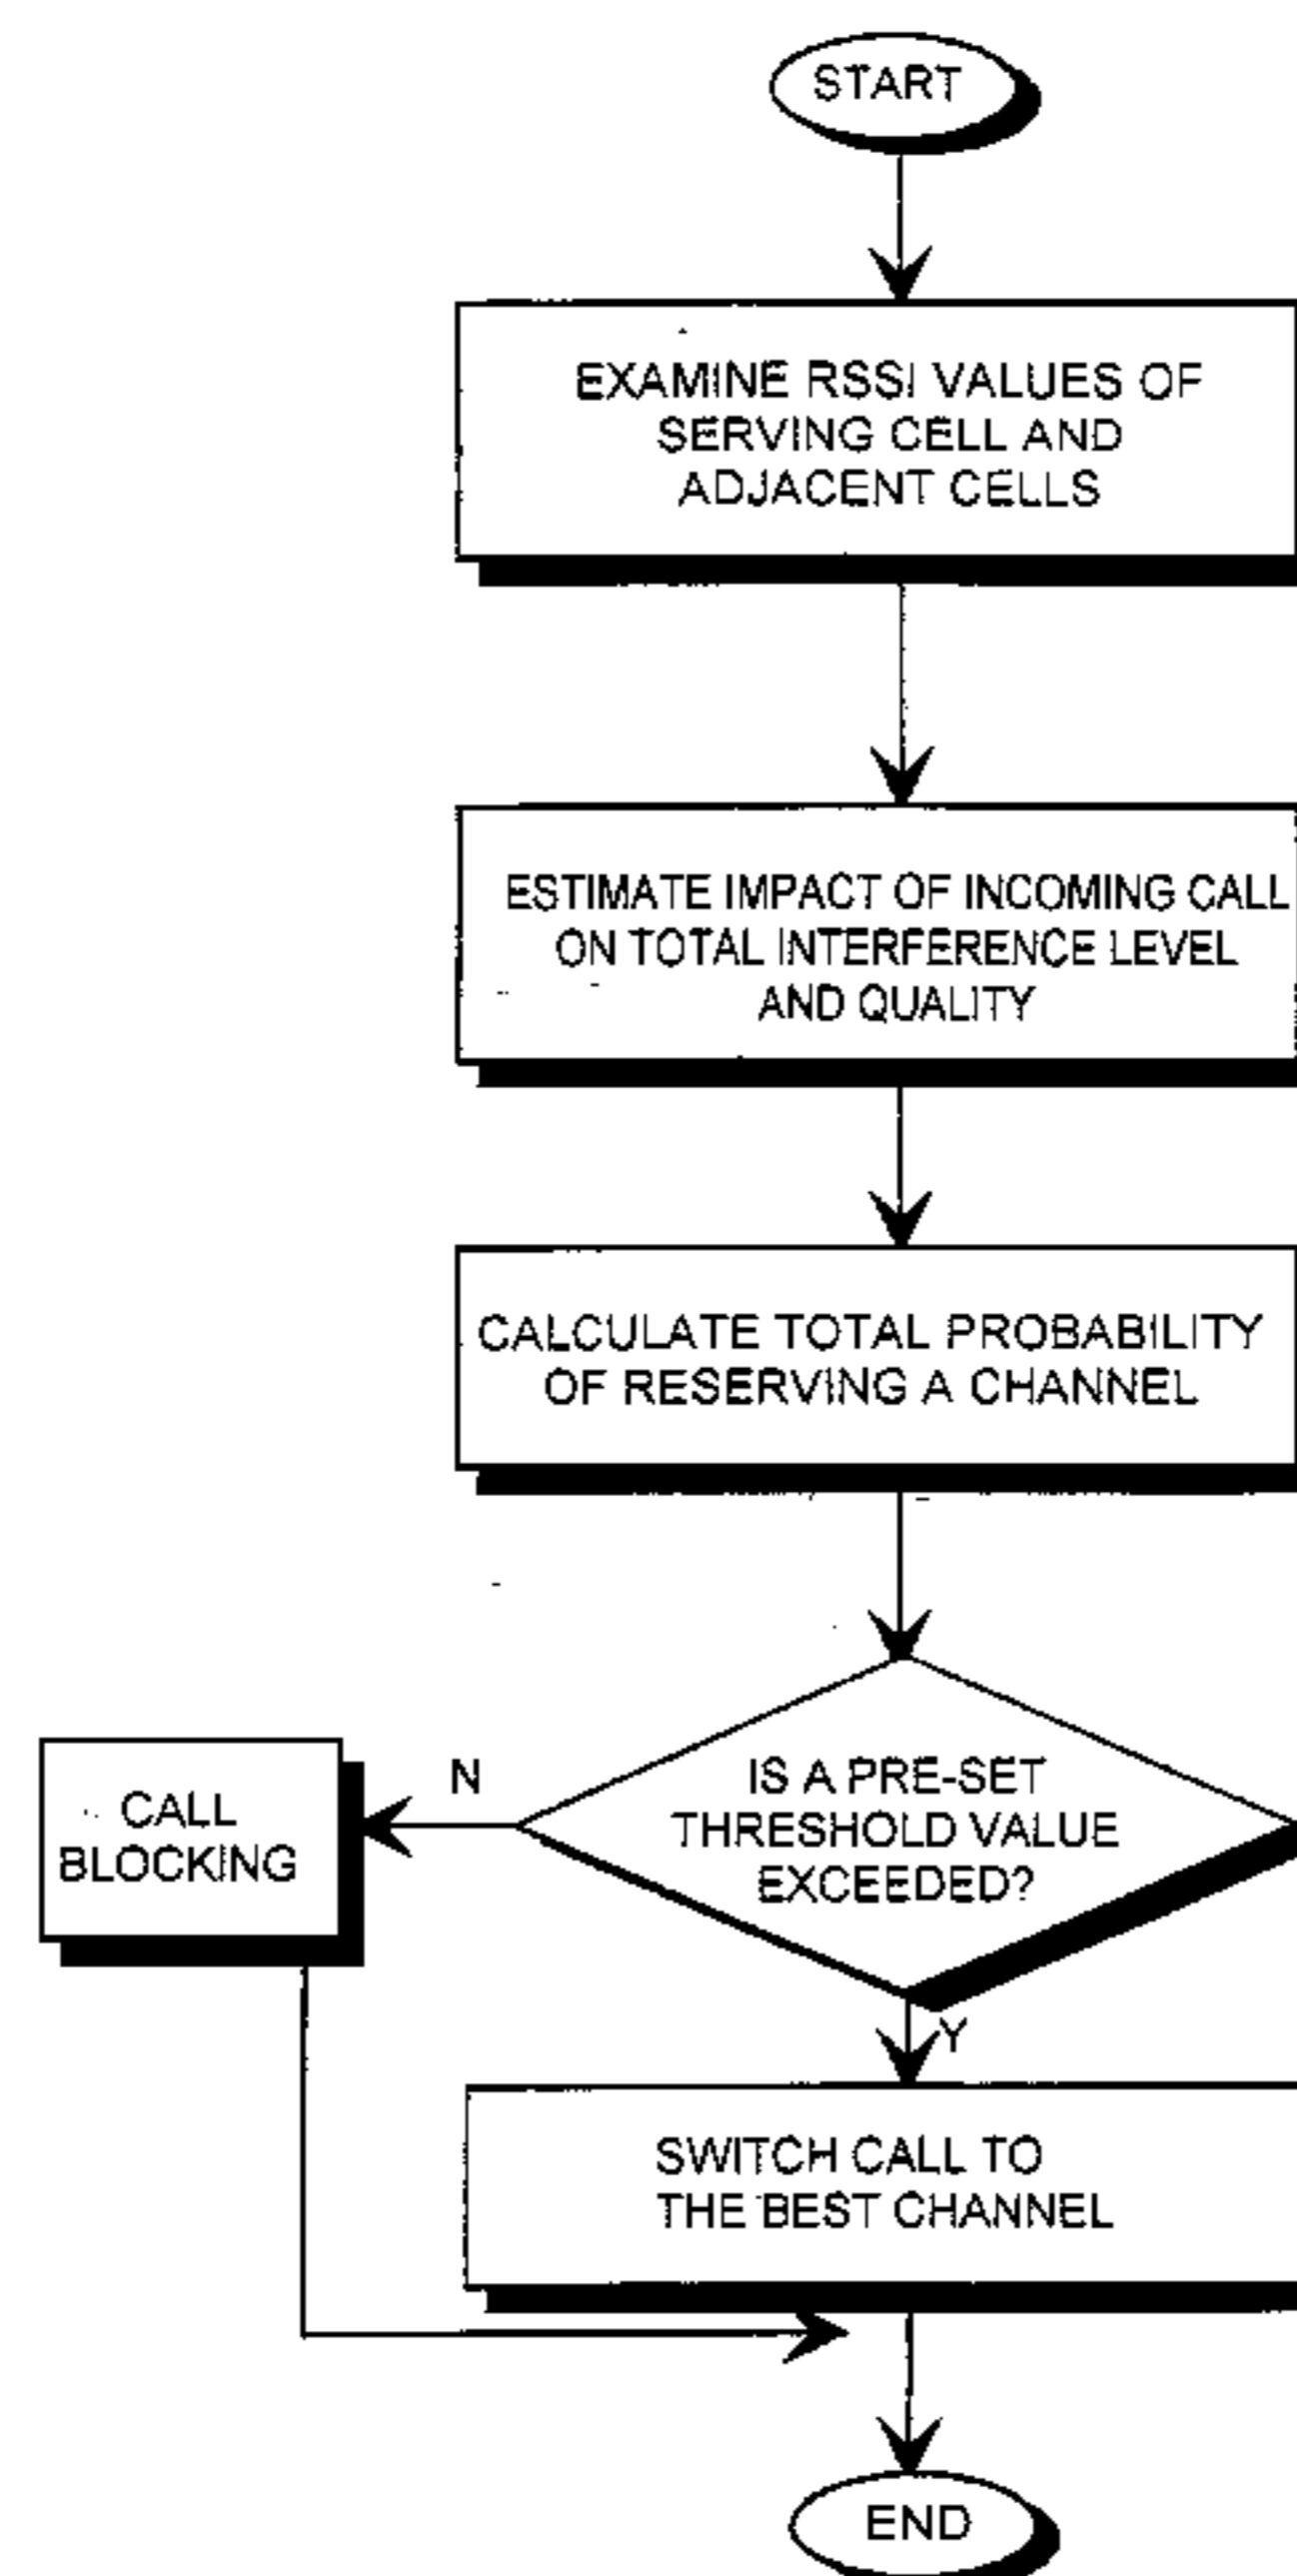 START
EXAMINE RSSI VALUES OF
SERVING CELL AND
ADJACENT CELLS
ESTIMATE IMPACT OF INCOMING CALL
ON TOTAL INTERFERENCE LEVEL
AND QUALITY
CALCULATE TOTAL PROBABILITY
OF RESERVING A CHANNEL
IS A PRE-SET
THRESHOLD VALUE
EXCEEDED?
N
CALL
BLOCKING
Y
SWITCH CALL TO
THE BEST CHANNEL
END